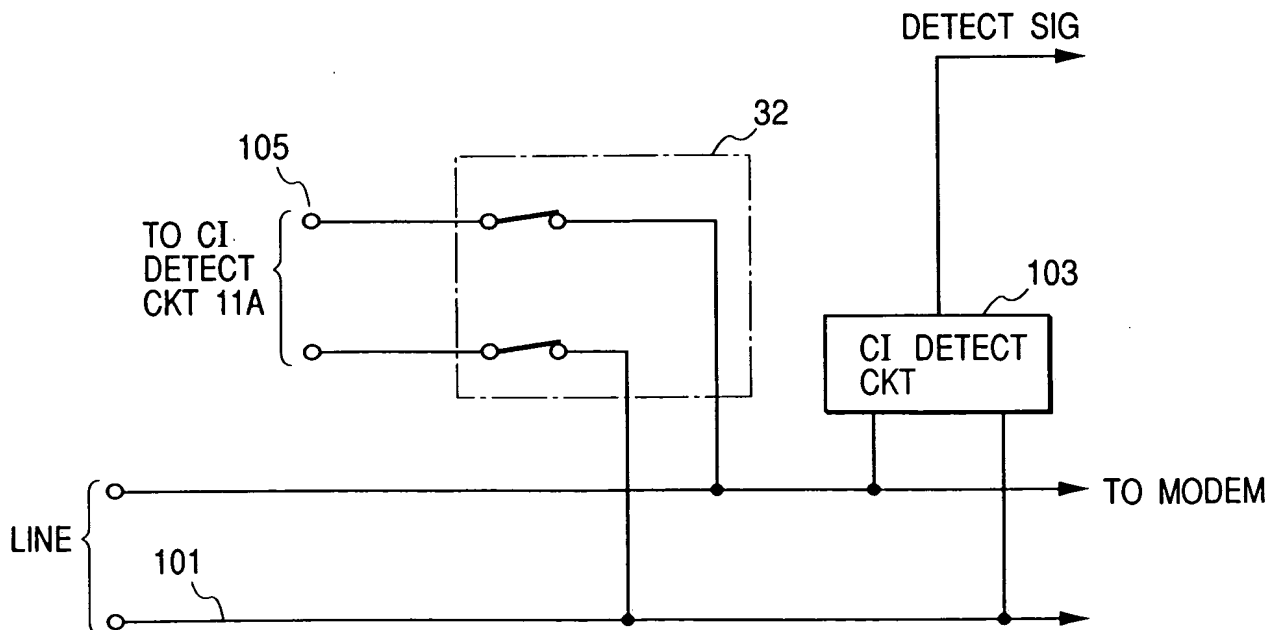 DETECT SIG
32
105
TO CI
DETECT
CKT 11A
103
CI DETECT
CKT
TO MODEM
LINE
101